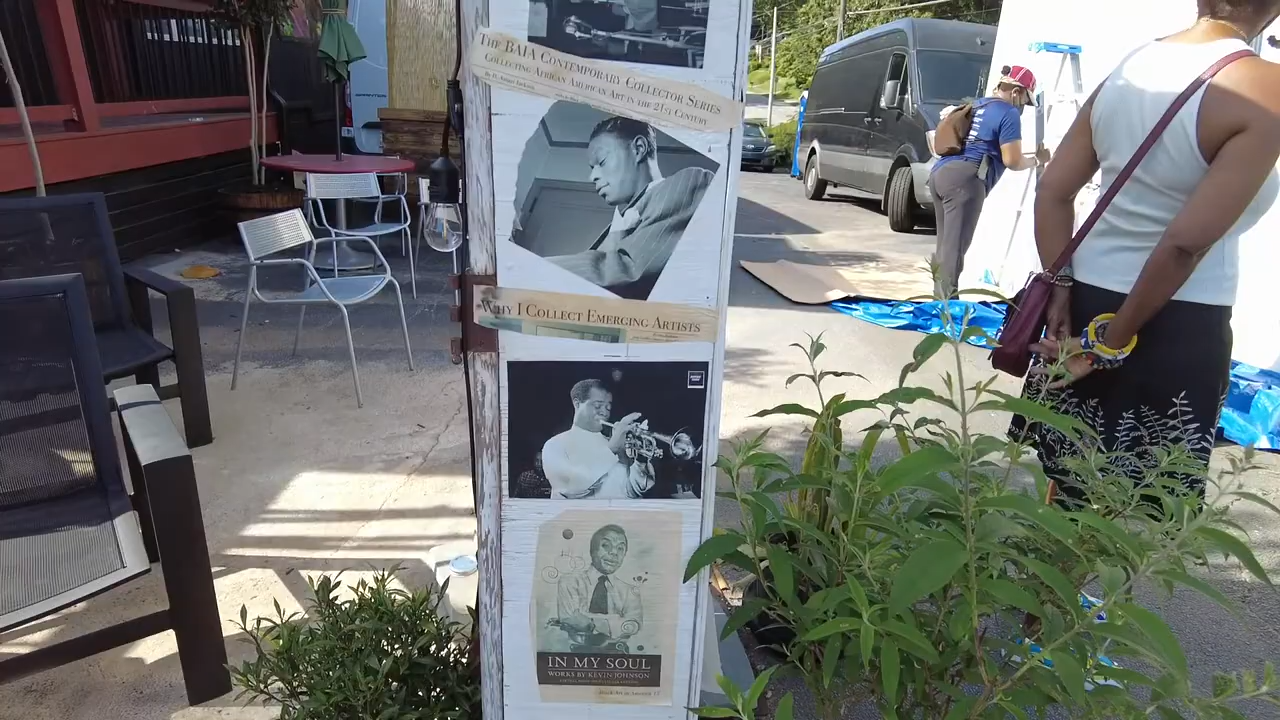 THE BAIA CONTEMPORARY COLLECTOR SERIES
COLLECTING AFRICAN AMERICAN ART IN THE 21ST CENTURY
WHY I COLLECT EMERGING ARTISTS
IN MY SOUL
WORKS BY KEVIN JOHNSON